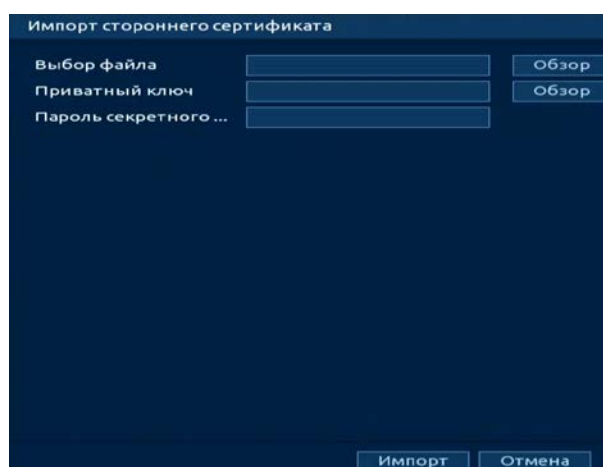 Импорт стороннего сертификата
Выбор файла Обзор
Приватный ключ Обзор
Пароль секретного ...
Импорт Отмена